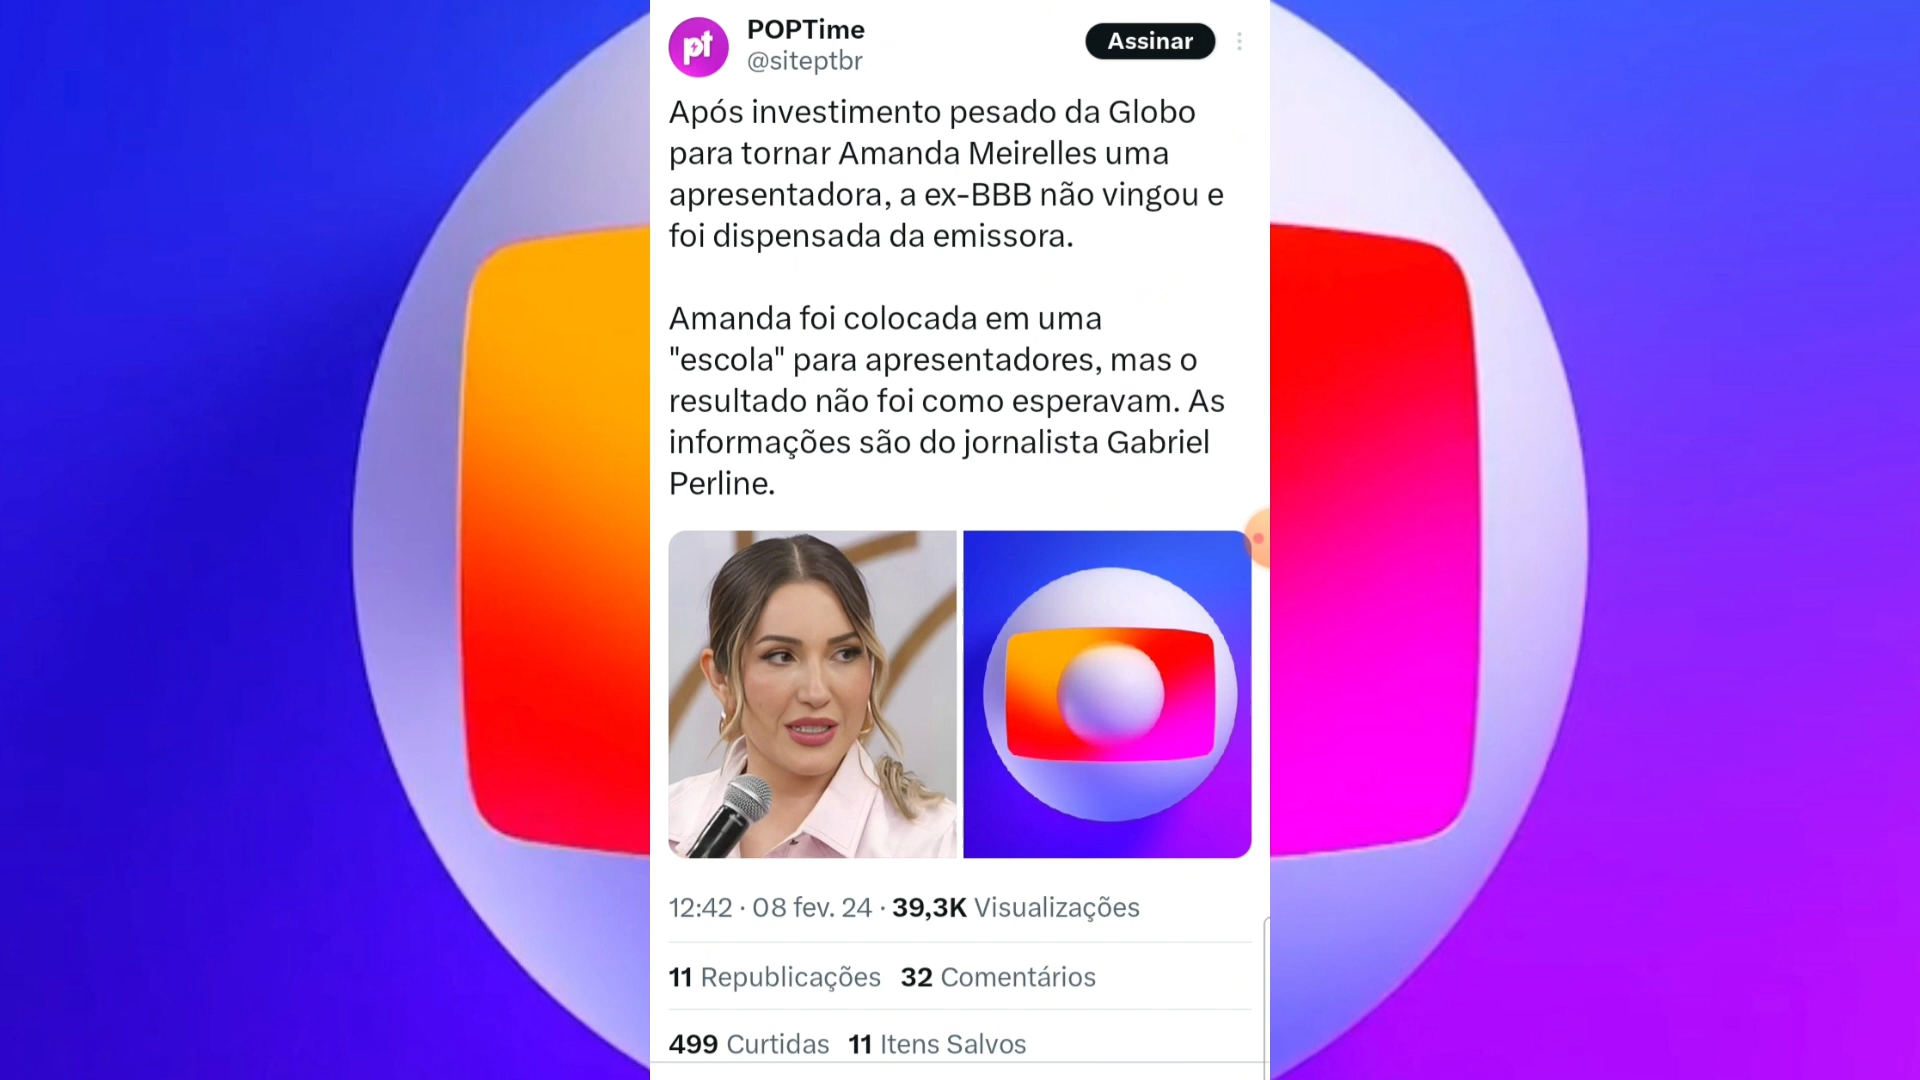 pt
POPTime
@siteptbr
Assinar
Após investimento pesado da Globo
para tornar Amanda Meirelles uma
apresentadora, a ex-BBB não vingou e
foi dispensada da emissora.
Amanda foi colocada em uma
"escola" para apresentadores, mas o
resultado não foi como esperavam. As
informações são do jornalista Gabriel
Perline.
12:42 · 08 fev. 24 · 39,3K Visualizações
11 Republicações 32 Comentários
499 Curtidas 11 Itens Salvos